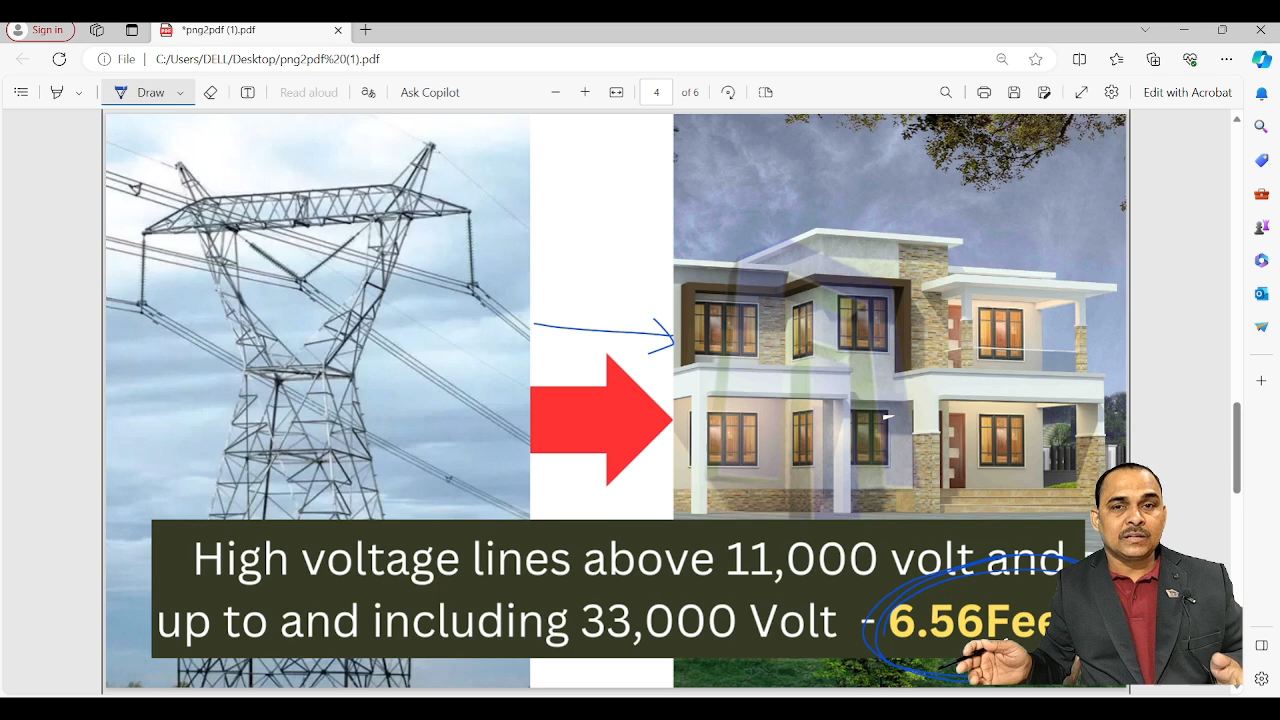 Sign in
*png2pdf (1).pdf
File
C:/Users/DELL/Desktop/png2pdf%20(1).pdf
Draw
Read aloud
aあ
Ask Copilot
4
of 6
Edit with Acrobat
High voltage lines above 11,000 volt and
up to and including 33,000 Volt - 6.56Fee